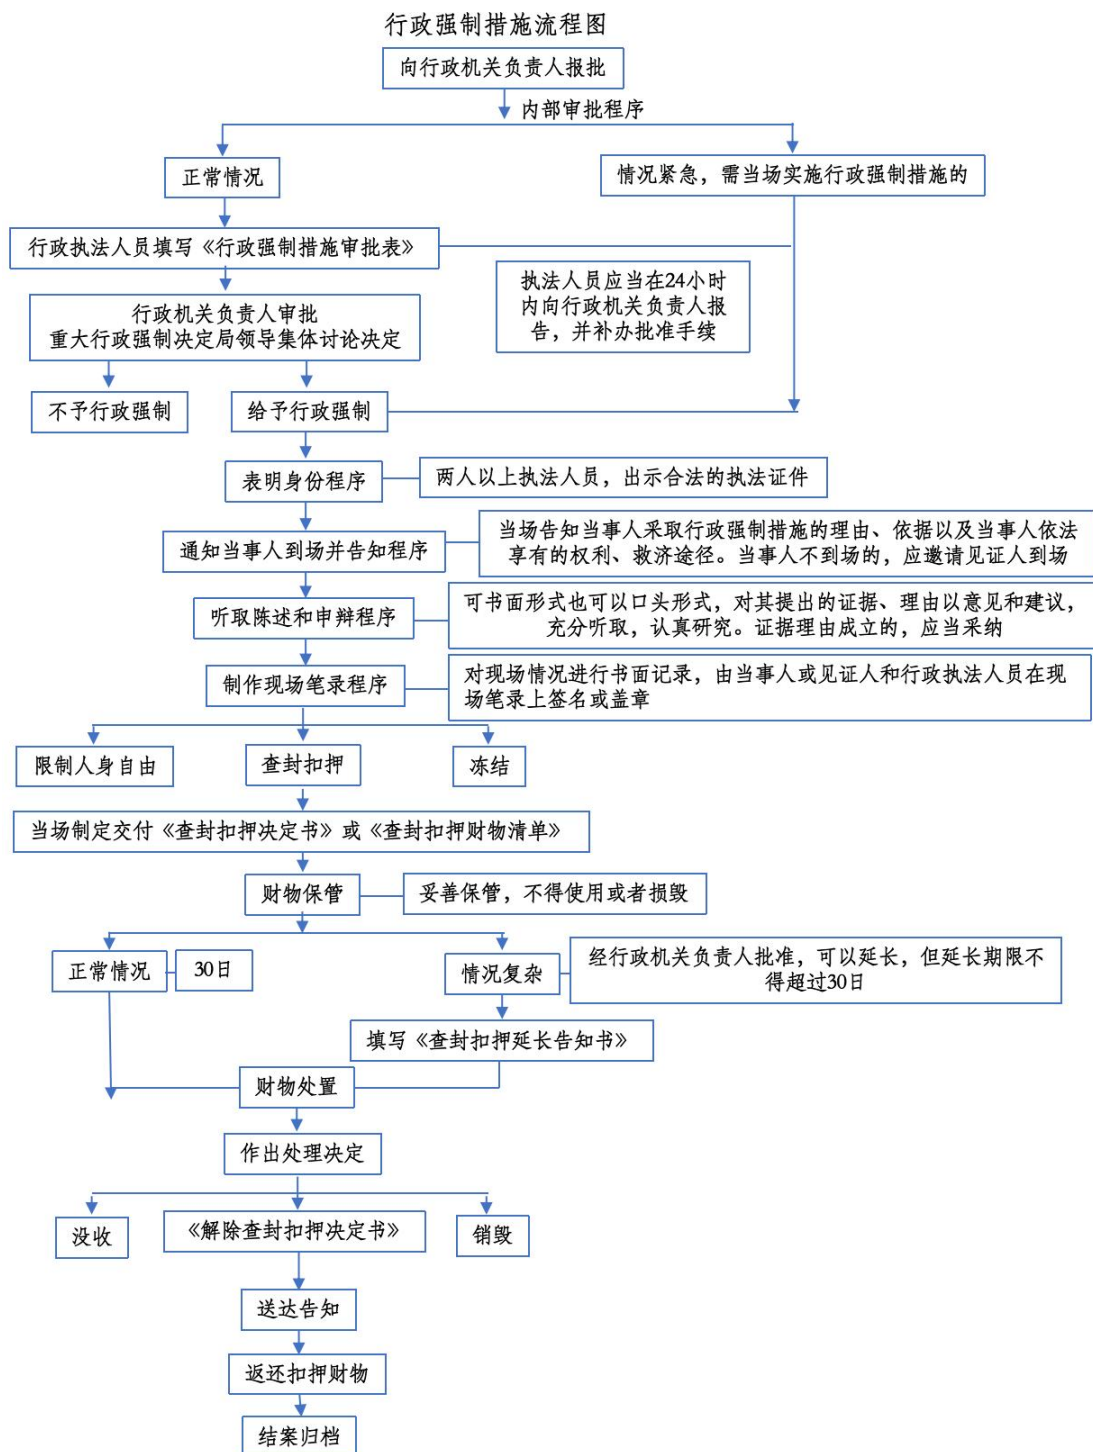 行政强制措施流程图
向行政机关负责人报批
内部审批程序
正常情况
情况紧急，需当场实施行政强制措施的
行政执法人员填写《行政强制措施审批表》
执法人员应当在24小时
内向行政机关负责人报
告，并补办批准手续
行政机关负责人审批
重大行政强制决定局领导集体讨论决定
不予行政强制
给予行政强制
表明身份程序
两人以上执法人员，出示合法的执法证件
通知当事人到场并告知程序
当场告知当事人采取行政强制措施的理由、依据以及当事人依法
享有的权利、救济途径。当事人不到场的，应邀请见证人到场
听取陈述和申辩程序
可书面形式也可以口头形式，对其提出的证据、理由以意见和建议，
充分听取，认真研究。证据理由成立的，应当采纳
制作现场笔录程序
对现场情况进行书面记录，由当事人或见证人和行政执法人员在现
场笔录上签名或盖章
限制人身自由
查封扣押
冻结
当场制定交付《查封扣押决定书》或《查封扣押财物清单》
财物保管
妥善保管，不得使用或者损毁
正常情况
30日
情况复杂
经行政机关负责人批准，可以延长，但延长期限不
得超过30日
填写《查封扣押延长告知书》
财物处置
作出处理决定
没收
《解除查封扣押决定书》
销毁
送达告知
返还扣押财物
结案归档